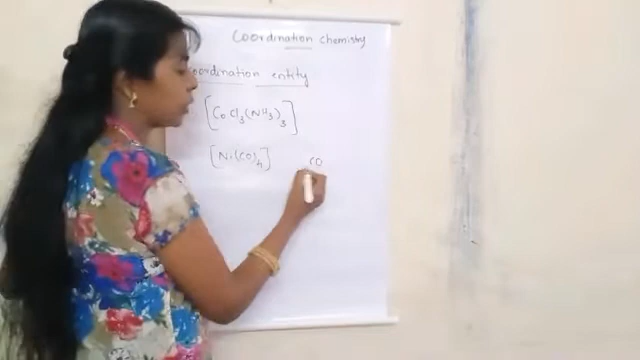 Coordination chemistry
oordination entity
[CoCl₃(NH₃)₃]
[Ni(CO)₄]
CO